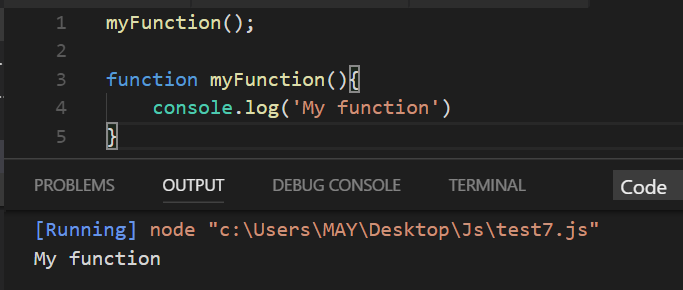 1 myFunction();
2
3 function myFunction(){
4     console.log('My function')
5 }
PROBLEMS OUTPUT DEBUG CONSOLE TERMINAL Code
[Running] node "c:\Users\MAY\Desktop\Js\test7.js"
My function